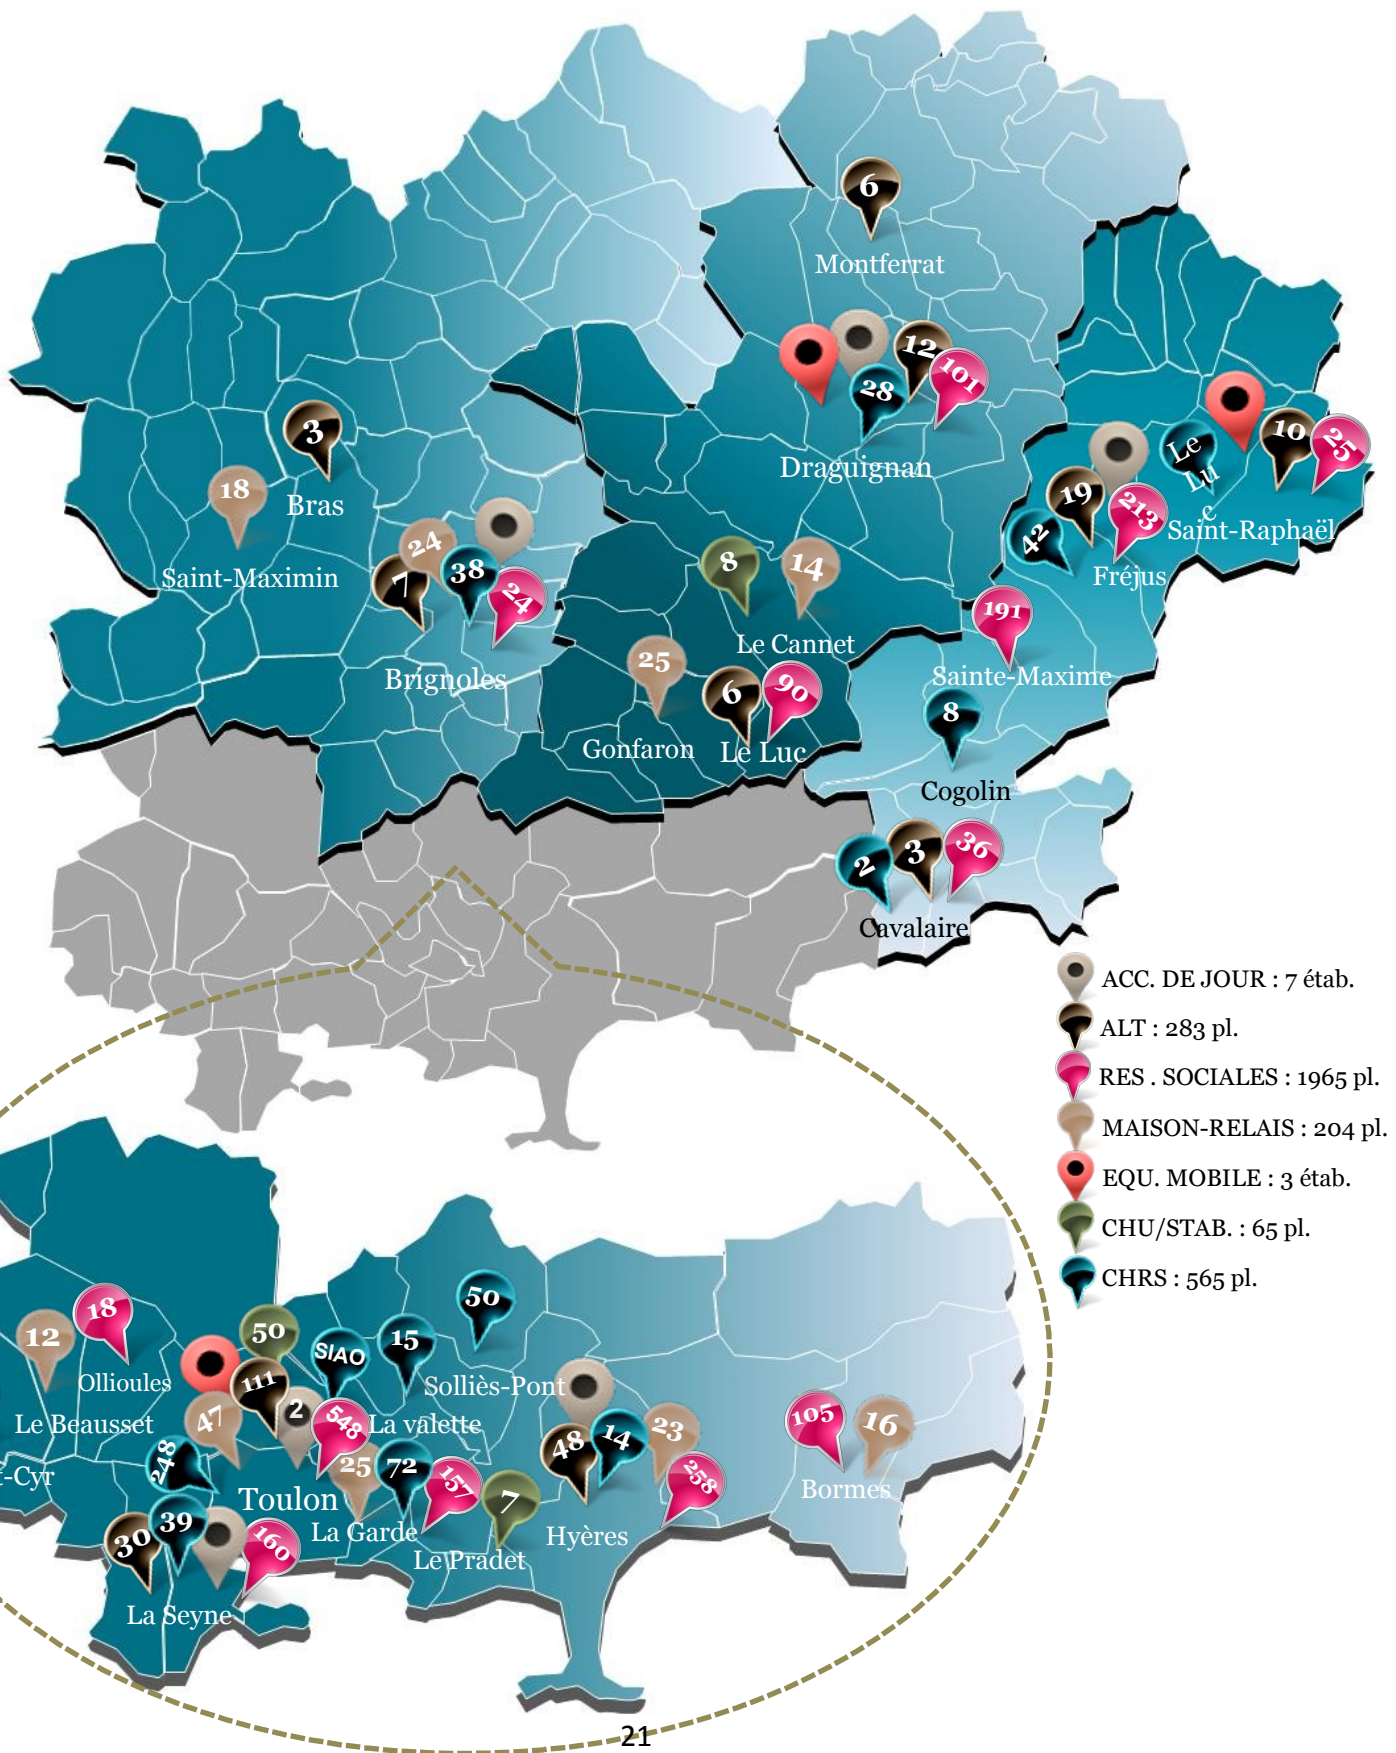 6
Montferrat
12
101
28
Draguignan
3
Bras
18
Saint-Maximin
24
7
38
24
Brignoles
10
25
Le
Lu
c
Saint-Raphaël
19
213
42
Fréjus
8
14
Le Cannet
191
Sainte-Maxime
25
Gonfaron
6
90
Le Luc
8
Cogolin
2
3
36
Cavalaire
ACC. DE JOUR : 7 étab.
ALT : 283 pl.
RES . SOCIALES : 1965 pl.
MAISON-RELAIS : 204 pl.
EQU. MOBILE : 3 étab.
CHU/STAB. : 65 pl.
CHRS : 565 pl.
12
18
Ollioules
Le Beausset
-Cyr
50
SIAO
15
50
Solliès-Pont
111
47
2
548
La valette
248
25
72
157
Toulon
La Garde
7
Le Pradet
48
14
23
258
Hyères
105
16
Bormes
30
39
160
La Seyne
21